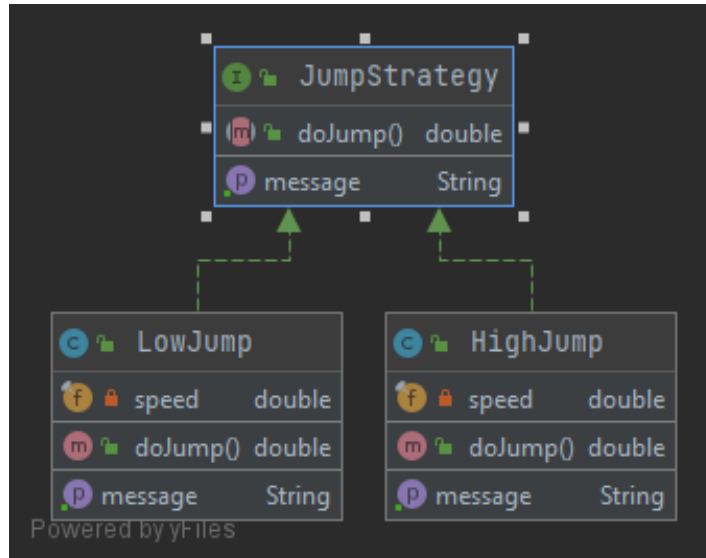 JumpStrategy
doJump() double
message String
LowJump
speed double
doJump() double
message String
HighJump
speed double
doJump() double
message String
Powered by yFiles